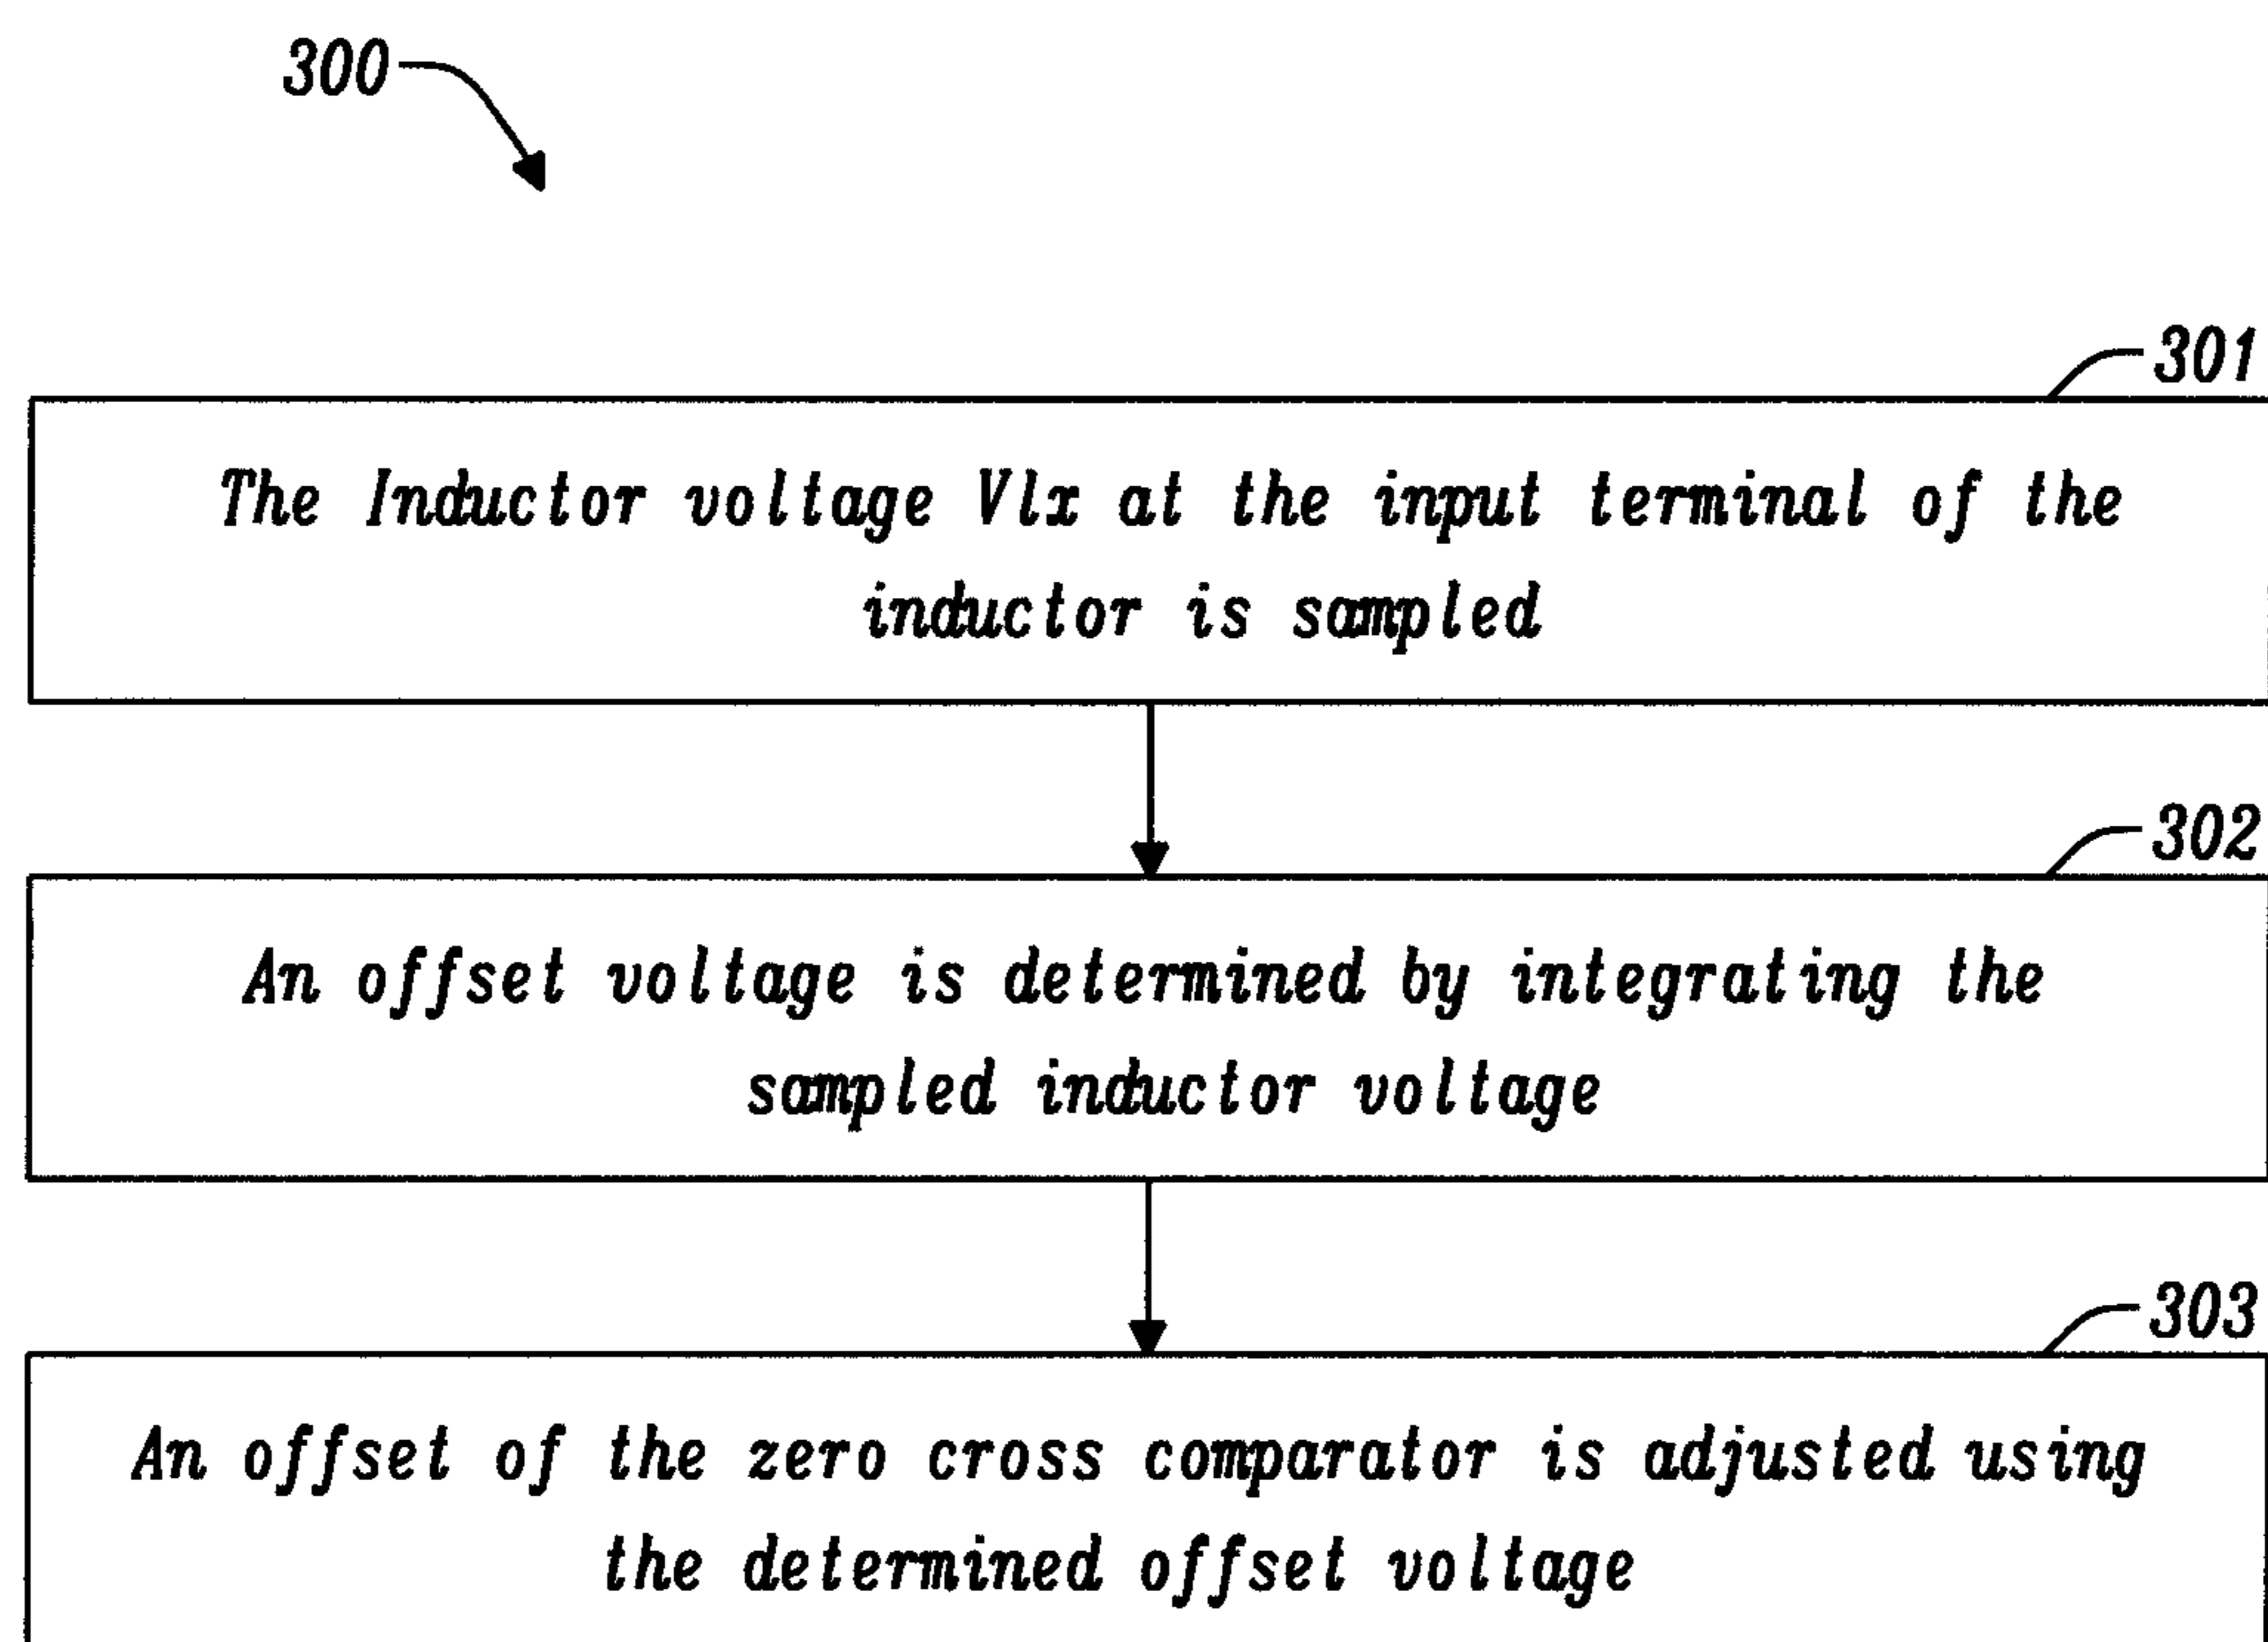 300
301
The Inductor voltage Vlx at the input terminal of the
inductor is sampled
302
An offset voltage is determined by integrating the
sampled inductor voltage
303
An offset of the zero cross comparator is adjusted using
the determined offset voltage